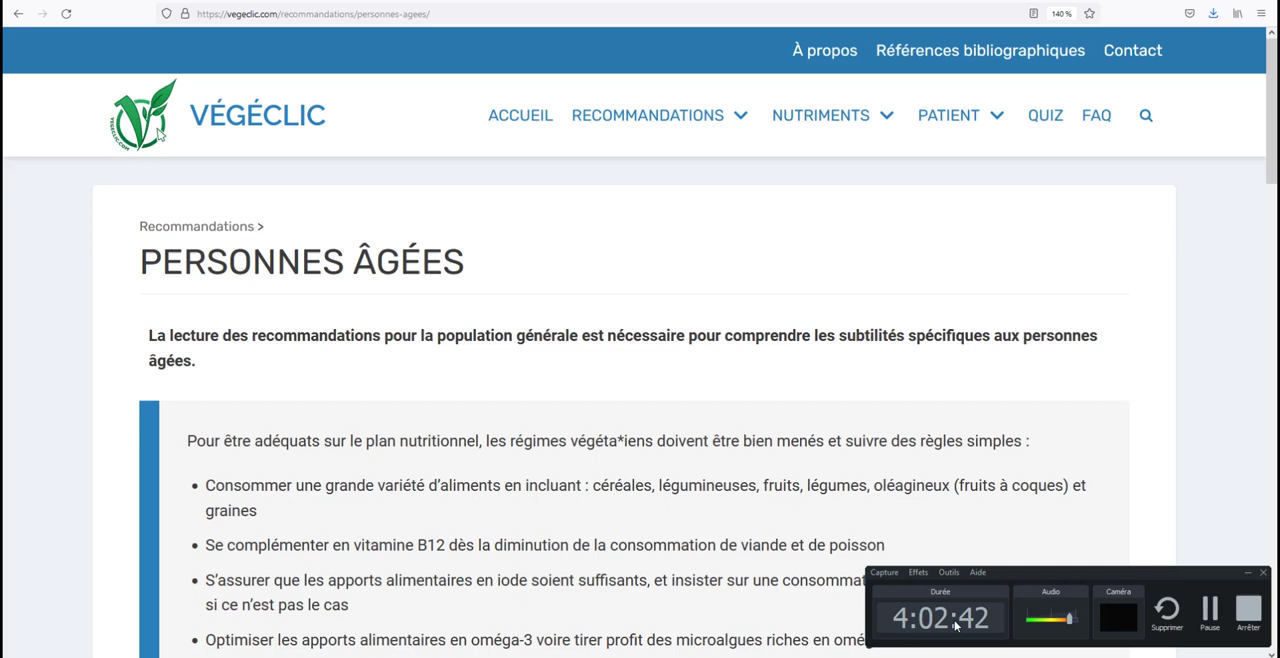 https://vegeclic.com/recommandations/personnes-agees/
140 %
À propos Références bibliographiques Contact
VEGECLIC.COM
VÉGÉCLIC
ACCUEIL RECOMMANDATIONS NUTRIMENTS PATIENT QUIZ FAQ
Recommandations >
PERSONNES ÂGÉES
La lecture des recommandations pour la population générale est nécessaire pour comprendre les subtilités spécifiques aux personnes
âgées.
Pour être adéquats sur le plan nutritionnel, les régimes végéta*iens doivent être bien menés et suivre des règles simples :
• Consommer une grande variété d’aliments en incluant : céréales, légumineuses, fruits, légumes, oléagineux (fruits à coques) et
graines
• Se complémenter en vitamine B12 dès la diminution de la consommation de viande et de poisson
• S’assurer que les apports alimentaires en iode soient suffisants, et insister sur une consommat
si ce n’est pas le cas
• Optimiser les apports alimentaires en oméga-3 voire tirer profit des microalgues riches en omé
Capture Effets Outils Aide
Durée Audio Caméra
4:02:42
Supprimer Pause Arrêter